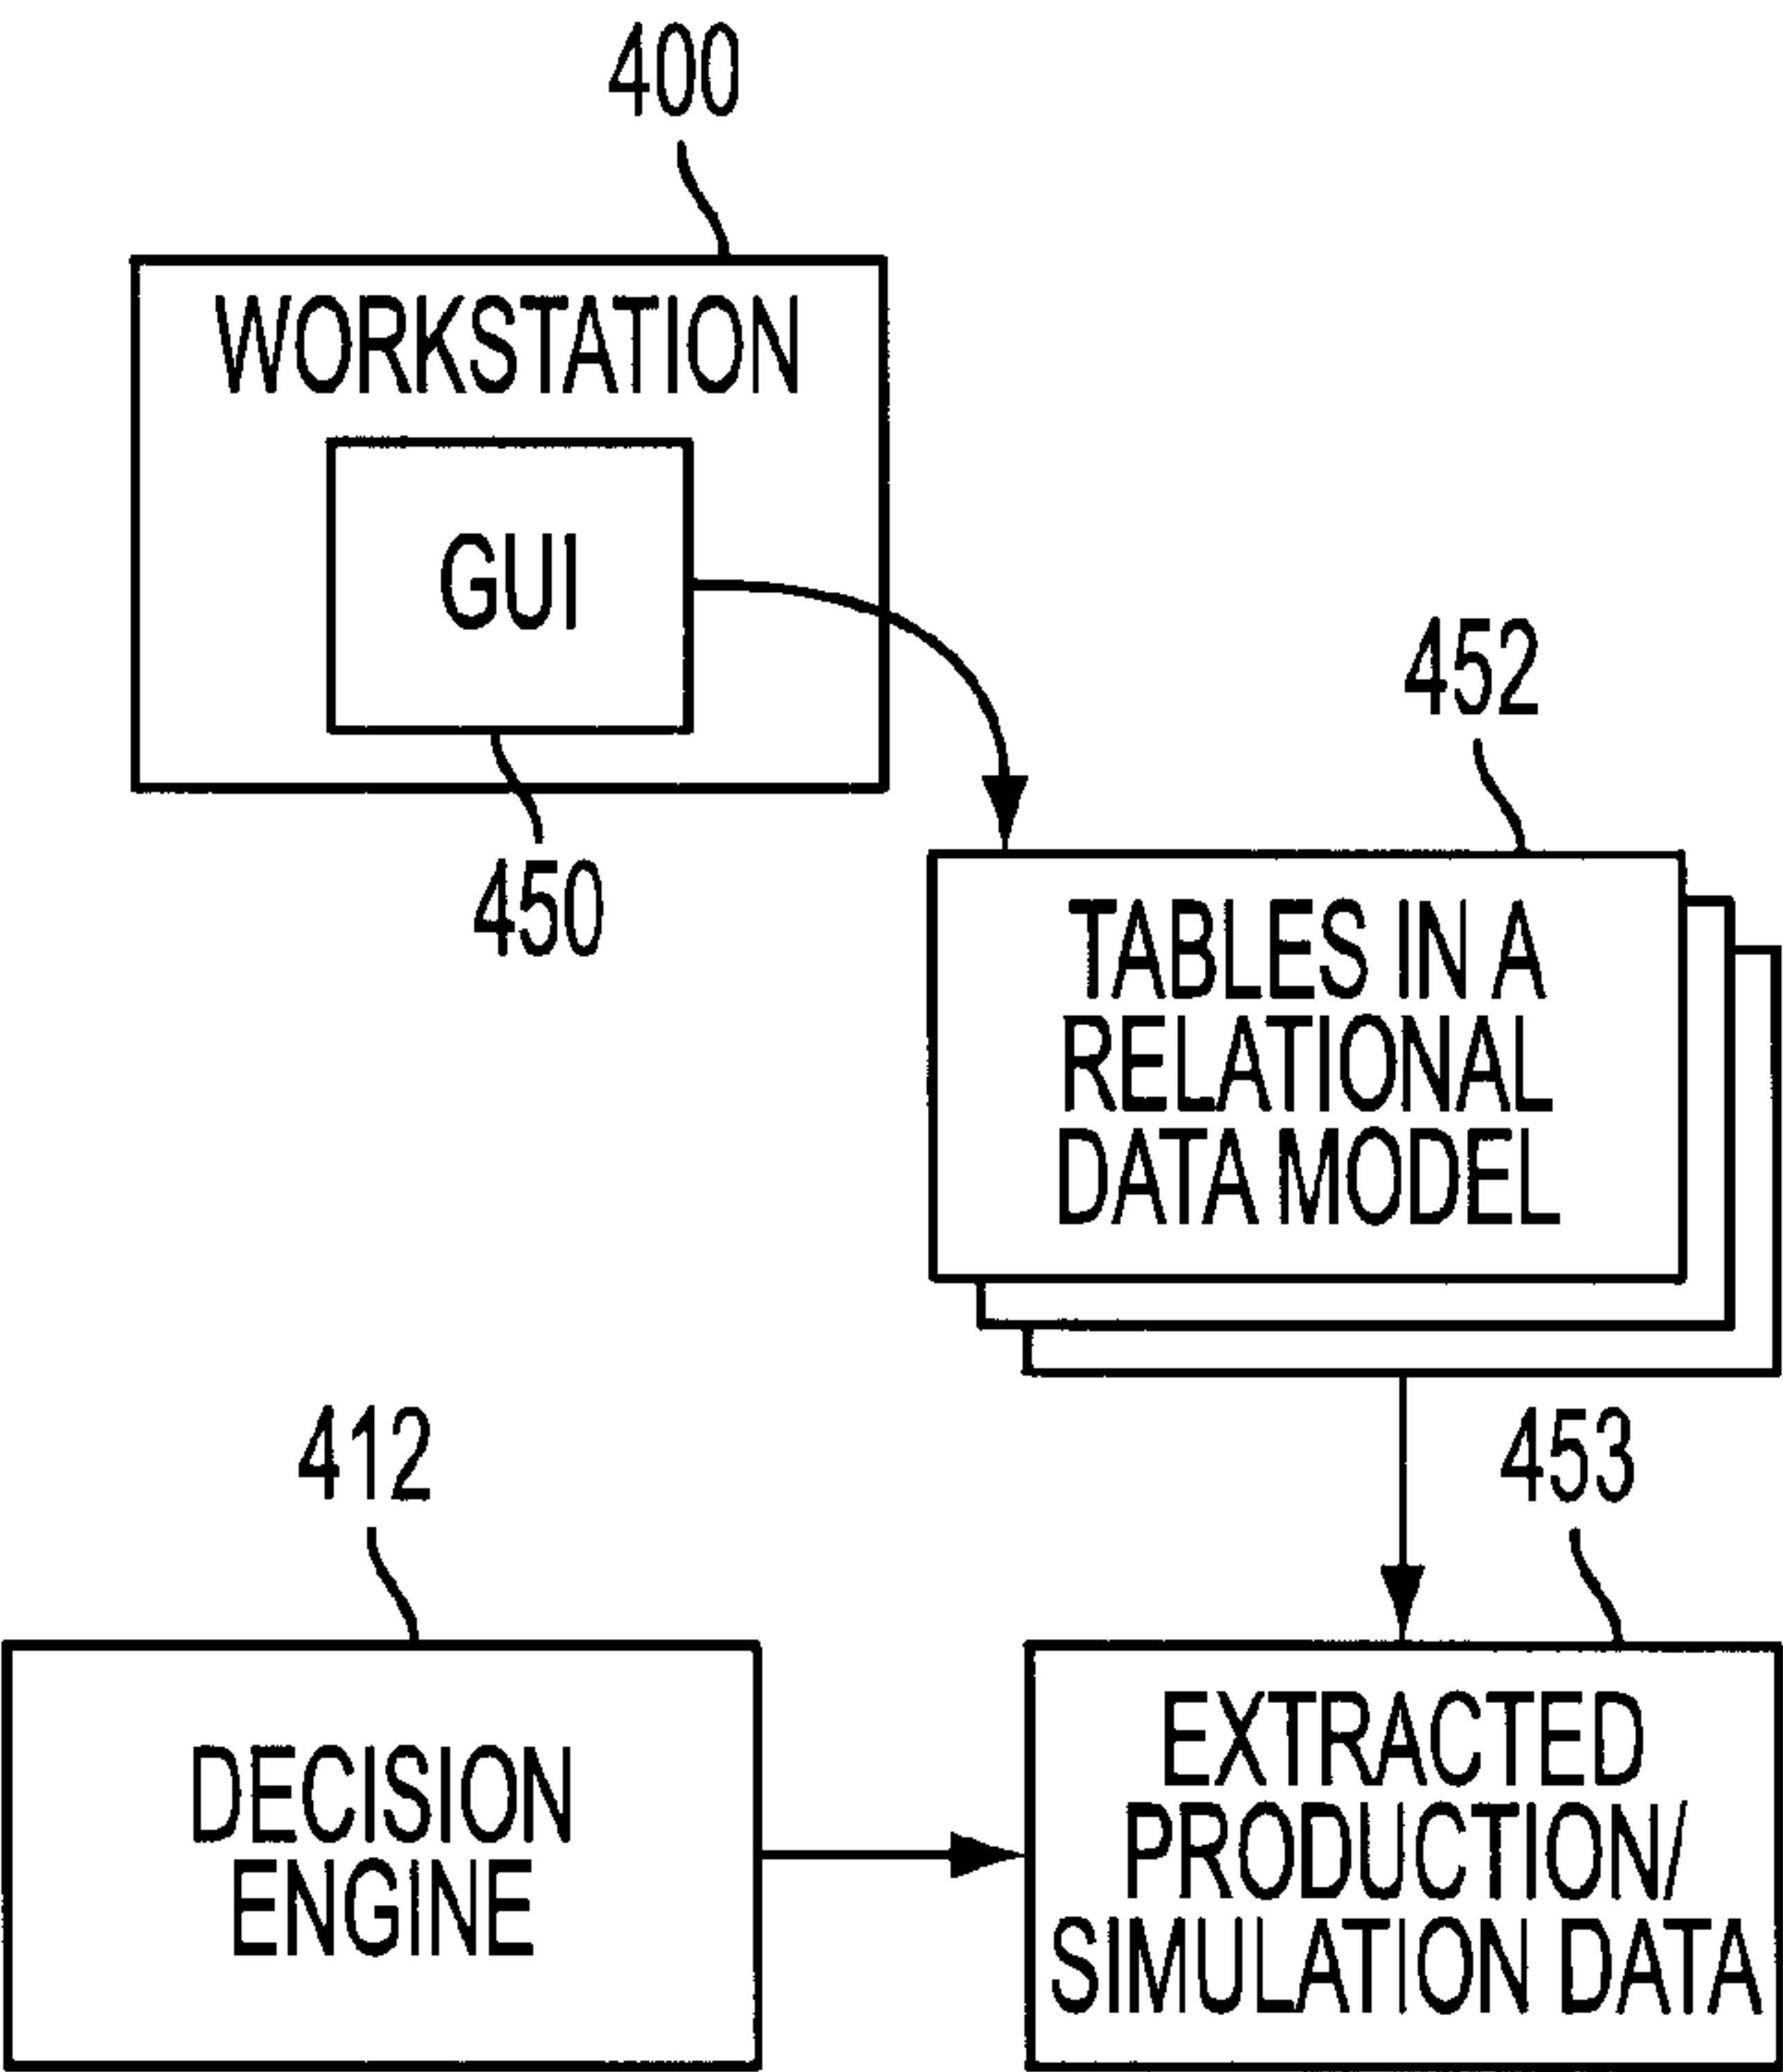 400
WORKSTATION
GUI
450
452
TABLES IN A
RELATIONAL
DATA MODEL
412
453
DECISION
ENGINE
EXTRACTED
PRODUCTION/
SIMULATION DATA